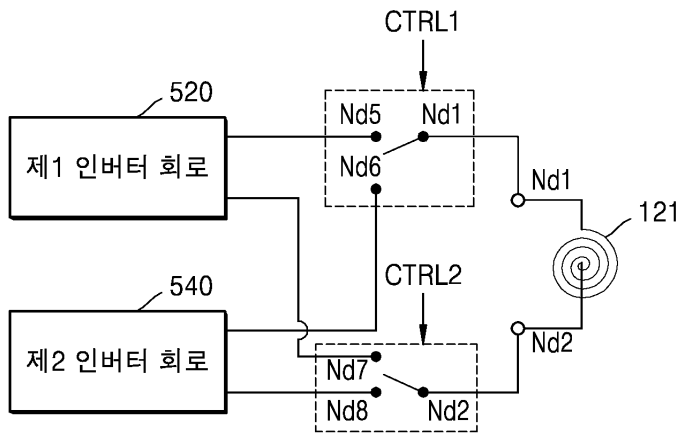 CTRL1
520
Nd5 Nd1
제1 인버터 회로
Nd6
Nd1
121
540
CTRL2
Nd2
제2 인버터 회로
Nd7
Nd8 Nd2